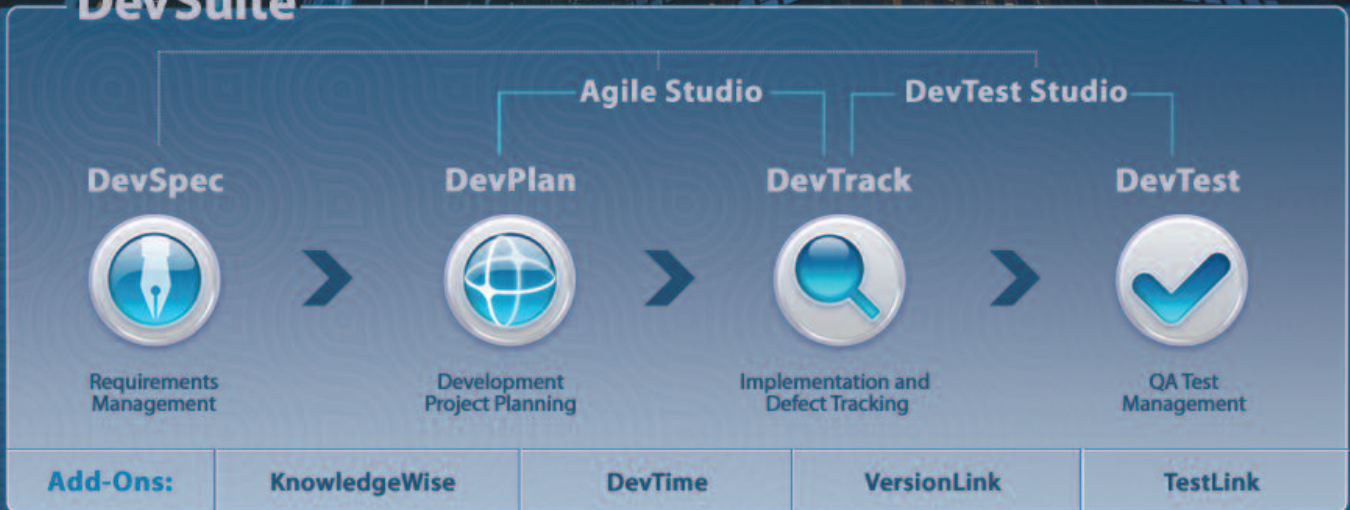 DevSuite
Agile Studio
DevTest Studio
DevSpec
DevPlan
DevTrack
DevTest
Requirements
Management
Development
Project Planning
Implementation and
Defect Tracking
QA Test
Management
Add-Ons:
KnowledgeWise
DevTime
VersionLink
TestLink